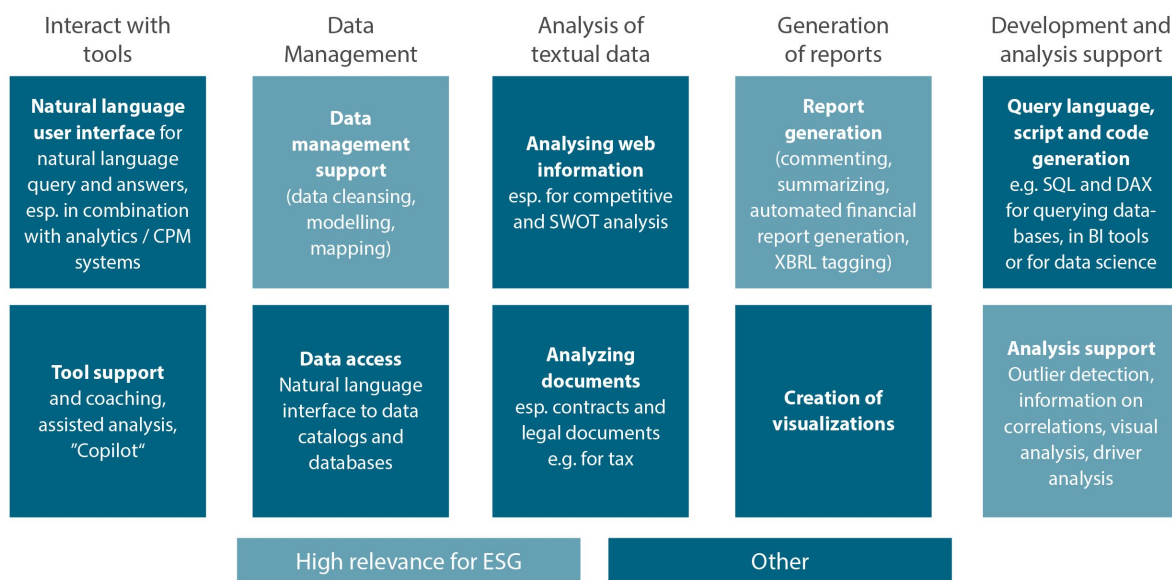 Interact with
tools
Data
Management
Analysis of
textual data
Generation
of reports
Development and
analysis support
Natural language
user interface for
natural language
query and answers,
esp. in combination
with analytics / CPM
systems
Data
management
support
(data cleansing,
modelling,
mapping)
Analysing web
information
esp. for competitive
and SWOT analysis
Report
generation
(commenting,
summarizing,
automated financial
report generation,
XBRL tagging)
Query language,
script and code
generation
e.g. SQL and DAX
for querying data-
bases, in BI tools
or for data science
Tool support
and coaching,
assisted analysis,
”Copilot“
Data access
Natural language
interface to data
catalogs and
databases
Analyzing
documents
esp. contracts and
legal documents
e.g. for tax
Creation of
visualizations
Analysis support
Outlier detection,
information on
correlations, visual
analysis, driver
analysis
High relevance for ESG
Other